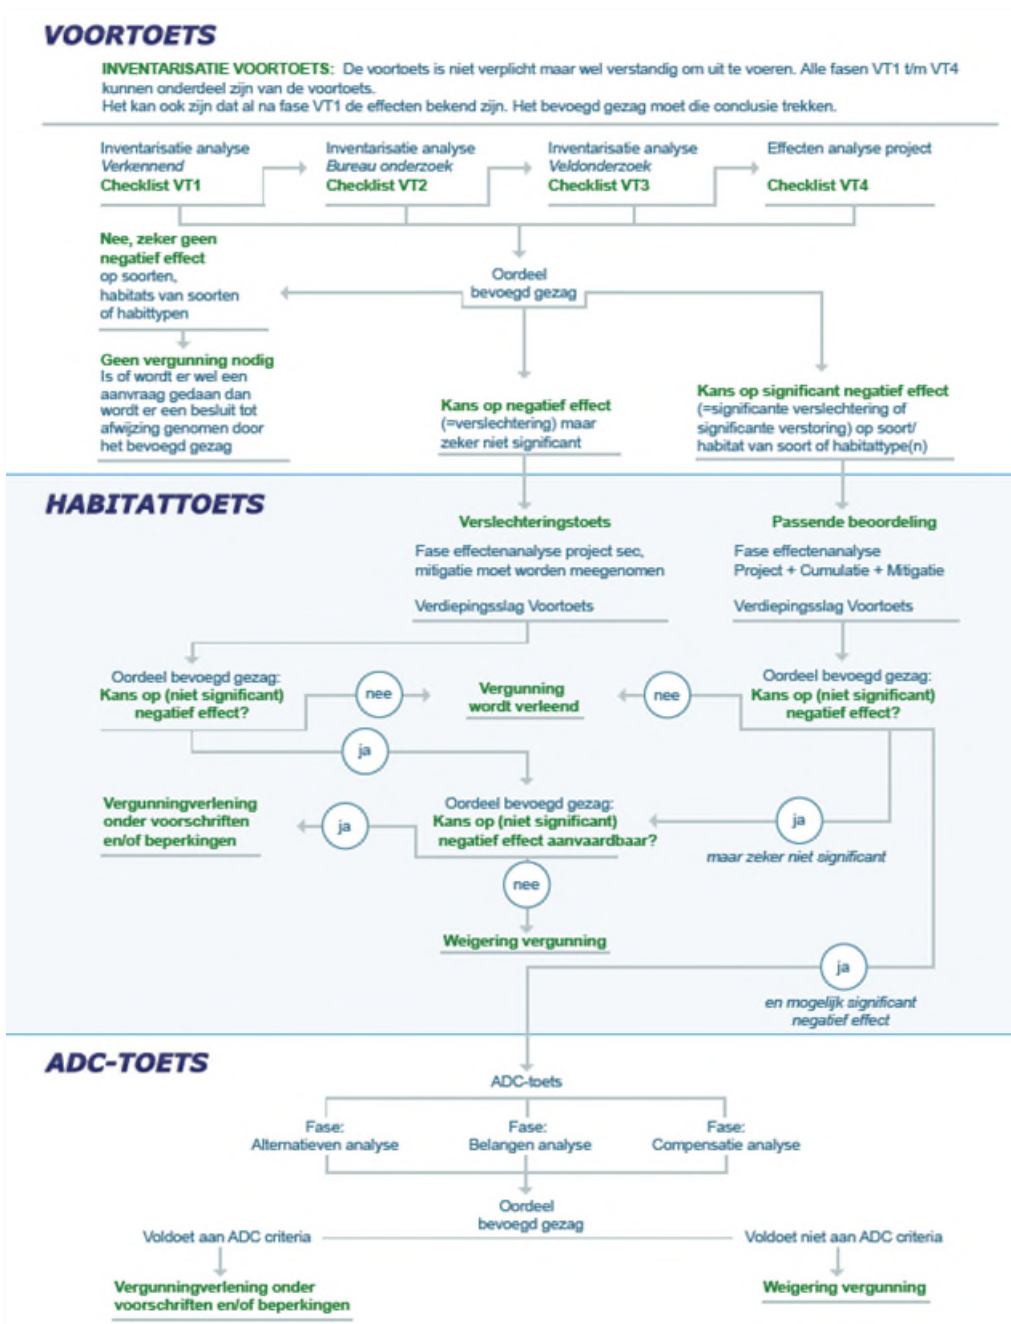 VOORTOETS
INVENTARISATIE VOORTOETS: De voortoets is niet verplicht maar wel verstandig om uit te voeren. Alle fasen VT1 t/m VT4
kunnen onderdeel zijn van de voortoets.
Het kan ook zijn dat al na fase VT1 de effecten bekend zijn. Het bevoegd gezag moet die conclusie trekken.
Inventarisatie analyse
Verkennend
Checklist VT1
Inventarisatie analyse
Bureau onderzoek
Checklist VT2
Inventarisatie analyse
Veldonderzoek
Checklist VT3
Effecten analyse project
Checklist VT4
Nee, zeker geen
negatief effect
op soorten,
habitats van soorten
of habittypen
Oordeel
bevoegd gezag
Geen vergunning nodig
Is of wordt er wel een
aanvraag gedaan dan
wordt er een besluit tot
afwijzing genomen door
het bevoegd gezag
Kans op negatief effect
(=verslechtering) maar
zeker niet significant
Kans op significant negatief effect
(=significante verslechtering of
significante verstoring) op soort/
habitat van soort of habitattype(n)
HABITATTOETS
Verslechteringstoets
Fase effectenanalyse project sec,
mitigatie moet worden meegenomen
Verdiepingsslag Voortoets
Passende beoordeling
Fase effectenanalyse
Project + Cumulatie + Mitigatie
Verdiepingsslag Voortoets
Oordeel bevoegd gezag:
Kans op (niet significant)
negatief effect?
nee
Vergunning
wordt verleend
nee
Oordeel bevoegd gezag:
Kans op (niet significant)
negatief effect?
ja
Vergunningverlening
onder voorschriften
en/of beperkingen
ja
Oordeel bevoegd gezag:
Kans op (niet significant)
negatief effect aanvaardbaar?
ja
maar zeker niet significant
nee
Weigering vergunning
ja
en mogelijk significant
negatief effect
ADC-TOETS
ADC-toets
Fase:
Alternatieven analyse
Fase:
Belangen analyse
Fase:
Compensatie analyse
Oordeel
bevoegd gezag
Voldoet aan ADC criteria
Voldoet niet aan ADC criteria
Vergunningverlening onder
voorschriften en/of beperkingen
Weigering vergunning